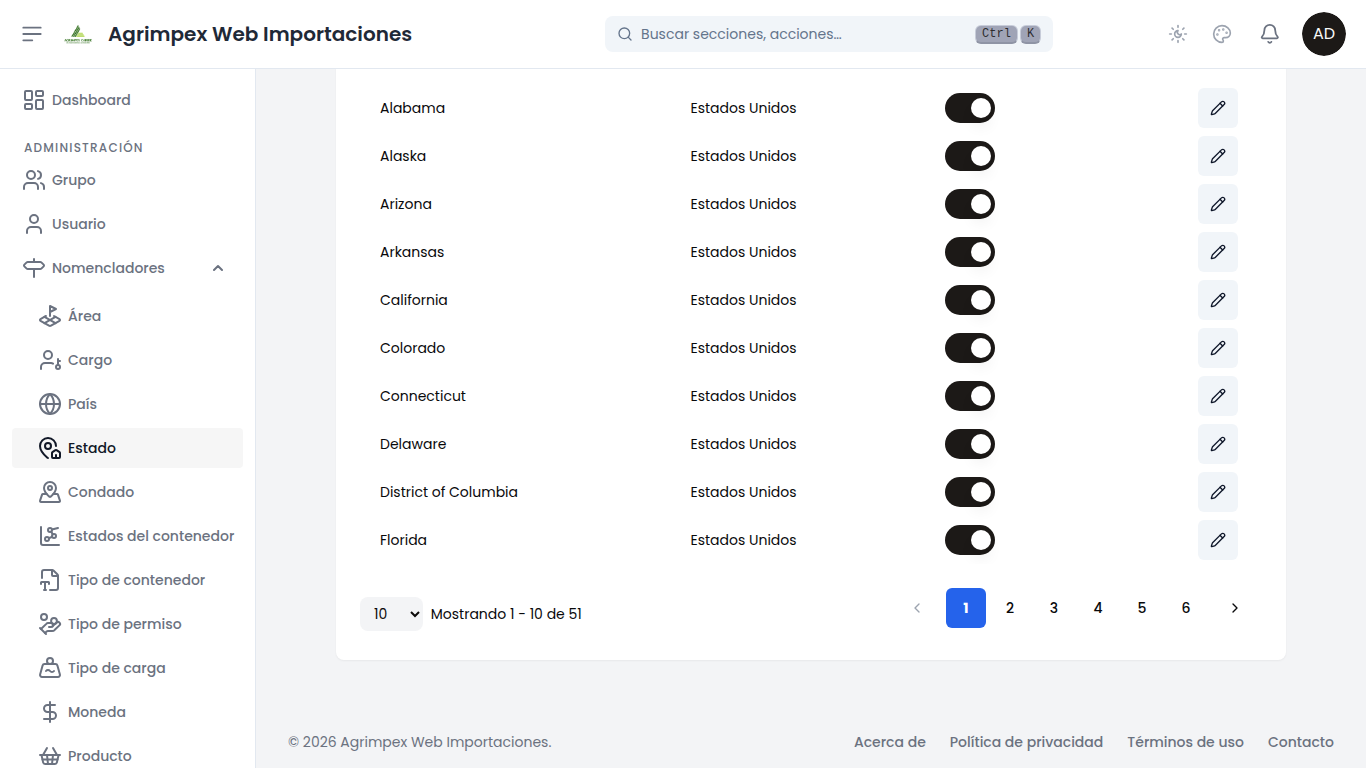 Agrimpex Web Importaciones
Buscar secciones, acciones...
Ctrl K
AD
Dashboard
ADMINISTRACIÓN
Grupo
Usuario
Nomencladores
Área
Cargo
País
Estado
Condado
Estados del contenedor
Tipo de contenedor
Tipo de permiso
Tipo de carga
Moneda
Producto
Alabama Estados Unidos
Alaska Estados Unidos
Arizona Estados Unidos
Arkansas Estados Unidos
California Estados Unidos
Colorado Estados Unidos
Connecticut Estados Unidos
Delaware Estados Unidos
District of Columbia Estados Unidos
Florida Estados Unidos
10 Mostrando 1 - 10 de 51
1 2 3 4 5 6
© 2026 Agrimpex Web Importaciones.
Acerca de Política de privacidad Términos de uso Contacto